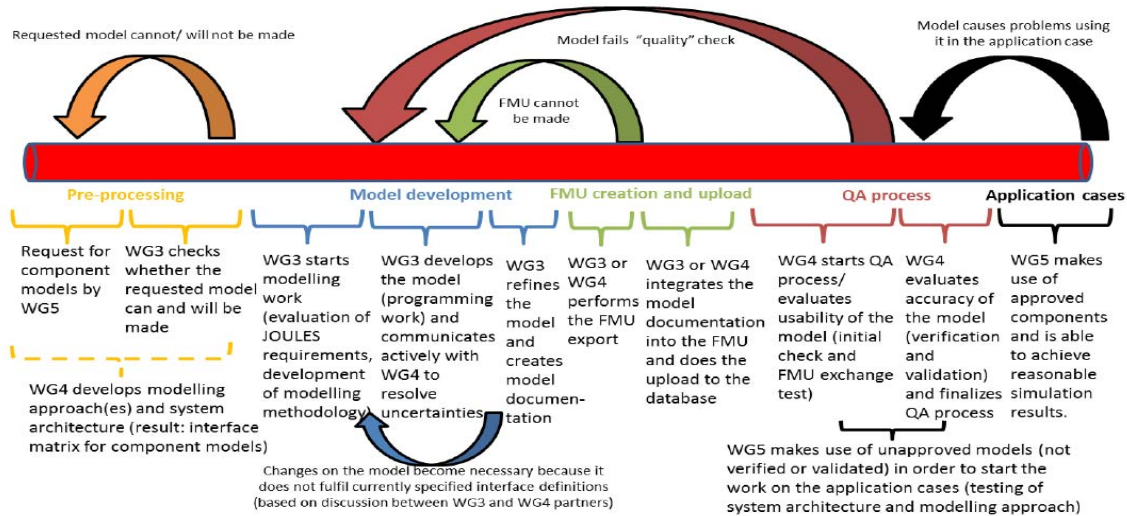 Requested model cannot/ will not be made
Model fails “quality” check
Model causes problems using
it in the application case
FMU cannot
be made
Pre-processing
Model development
FMU creation and upload
QA process
Application cases
Request for
component
models by
WG5
WG3 checks
whether the
requested model
can and will be
made
WG3 starts
modelling
work
(evaluation of
JOULES
requirements,
development
of modelling
methodology)
WG3 develops
the model
(programming
work) and
communicates
actively with
WG4 to
resolve
uncertainties
WG3
refines
the
model
and
creates
model
documen-
tation
WG3 or
WG4
performs
the FMU
export
WG3 or WG4
integrates the
model
documentation
into the FMU
and does the
upload to the
database
WG4 starts QA
process/
evaluates
usability of the
model (initial
check and
FMU exchange
test)
WG4
evaluates
accuracy of
the model
(verification
and
validation)
and finalizes
QA process
WG5 makes
use of
approved
components
and is able
to achieve
reasonable
simulation
results.
WG4 develops modelling
approach(es) and system
architecture (result: interface
matrix for component models)
Changes on the model become necessary because it
does not fulfil currently specified interface definitions
(based on discussion between WG3 and WG4 partners)
WG5 makes use of unapproved models (not
verified or validated) in order to start the
work on the application cases (testing of
system architecture and modelling approach)